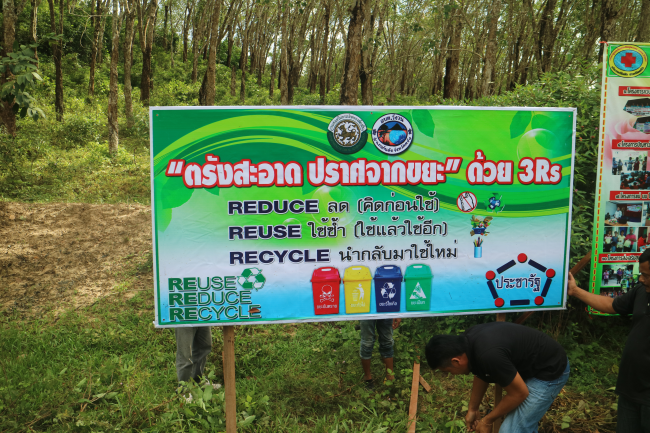 "ตรังสะอาด ปราศจากขยะ" ด้วย 3Rs
REDUCE ลด (คิดก่อนใช้)
REUSE ใช้ซ้ำ (ใช้แล้วใช้อีก)
RECYCLE นำกลับมาใช้ใหม่
REUSE
REDUCE
RECYCLE
ประชารัฐ